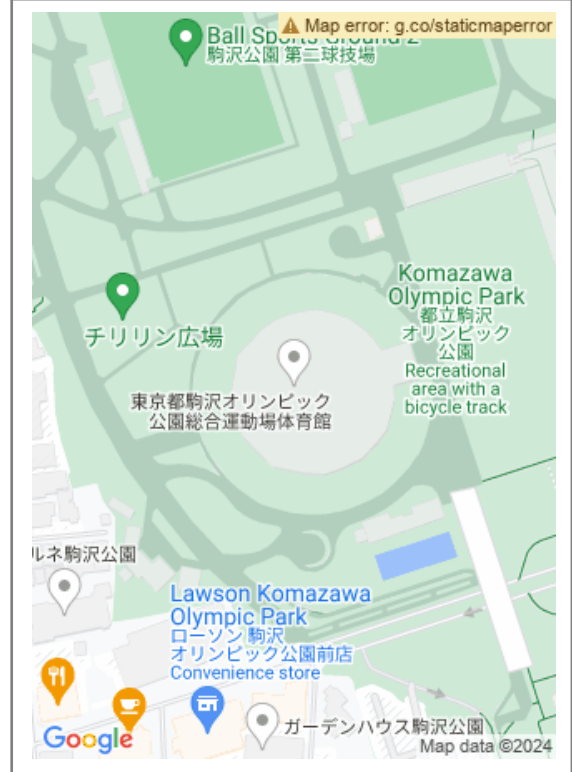 Map error: g.co/staticmaperror
Ball Sports Ground 2
駒沢公園 第二球技場
Komazawa
Olympic Park
都立駒沢
オリンピック
公園
Recreational
area with a
bicycle track
チリリン広場
東京都駒沢オリンピック
公園総合運動場体育館
ルネ駒沢公園
Lawson Komazawa
Olympic Park
ローソン 駒沢
オリンピック公園前店
Convenience store
ガーデンハウス駒沢公園
Google
Map data ©2024